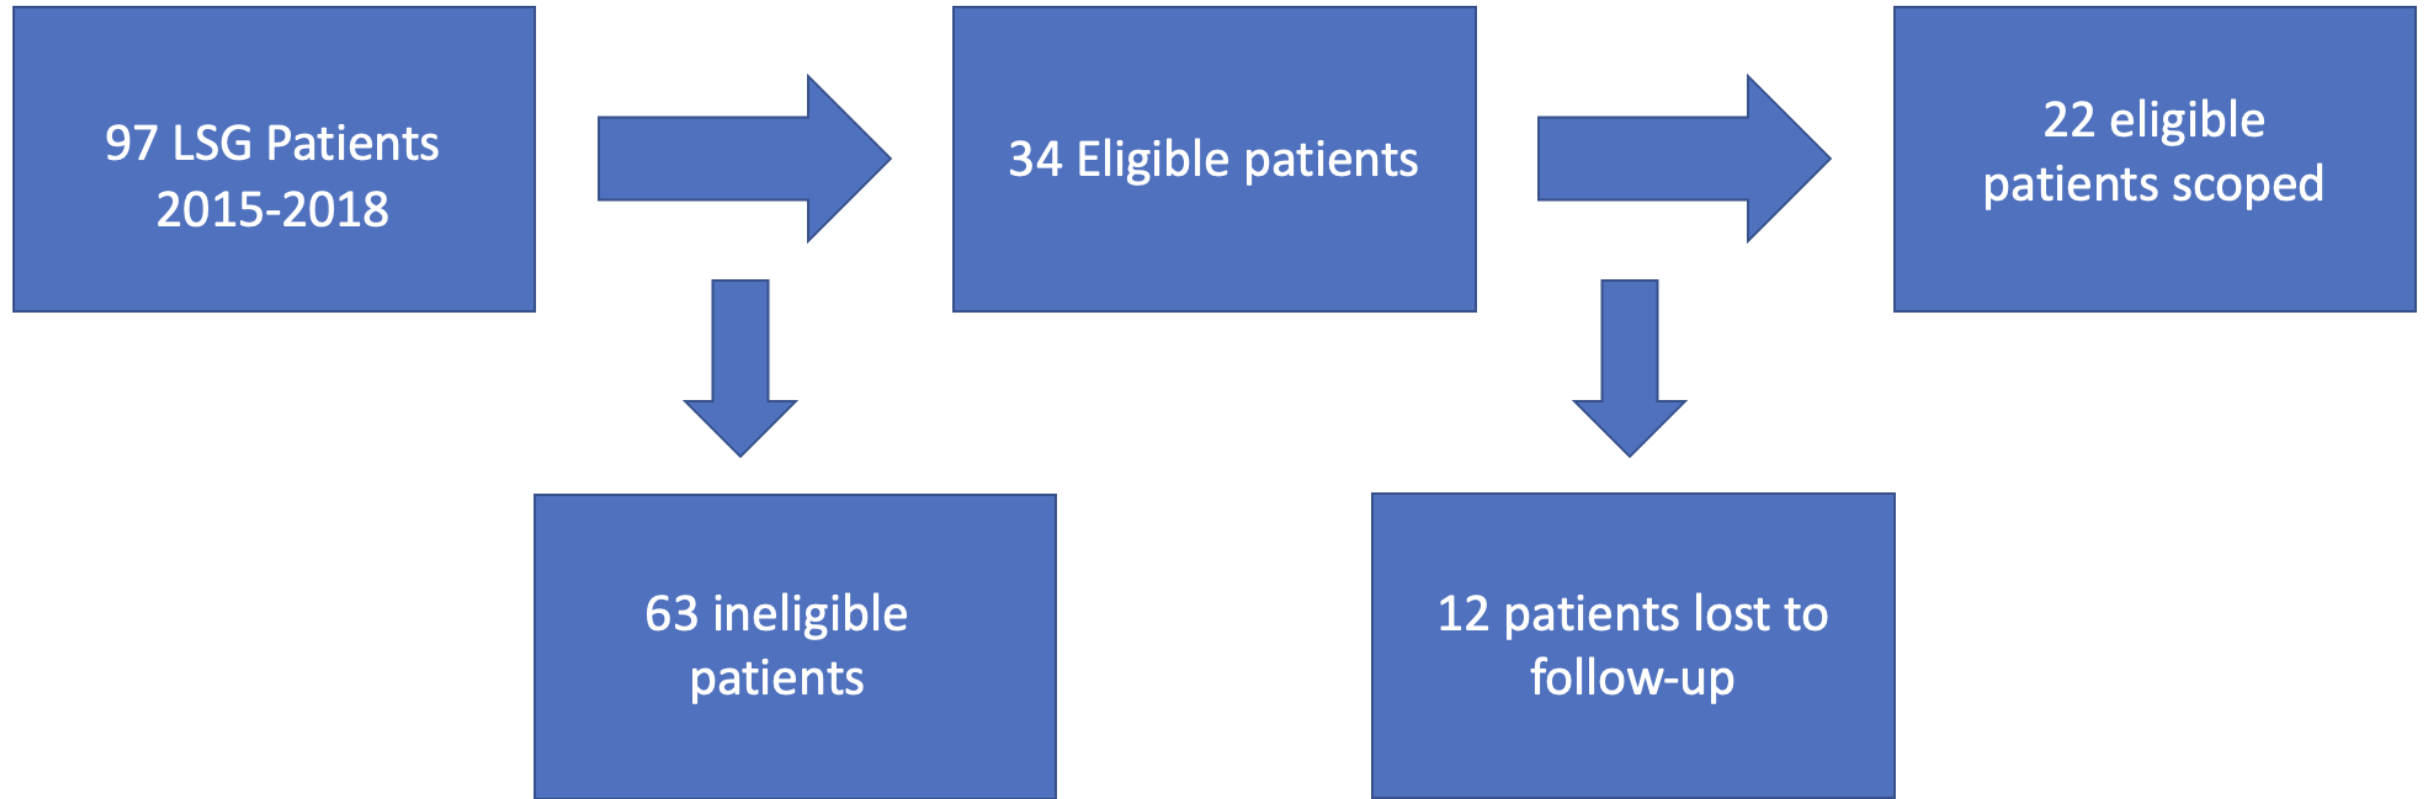 97 LSG Patients
2015-2018
34 Eligible patients
22 eligible
patients scoped
63 ineligible
patients
12 patients lost to
follow-up